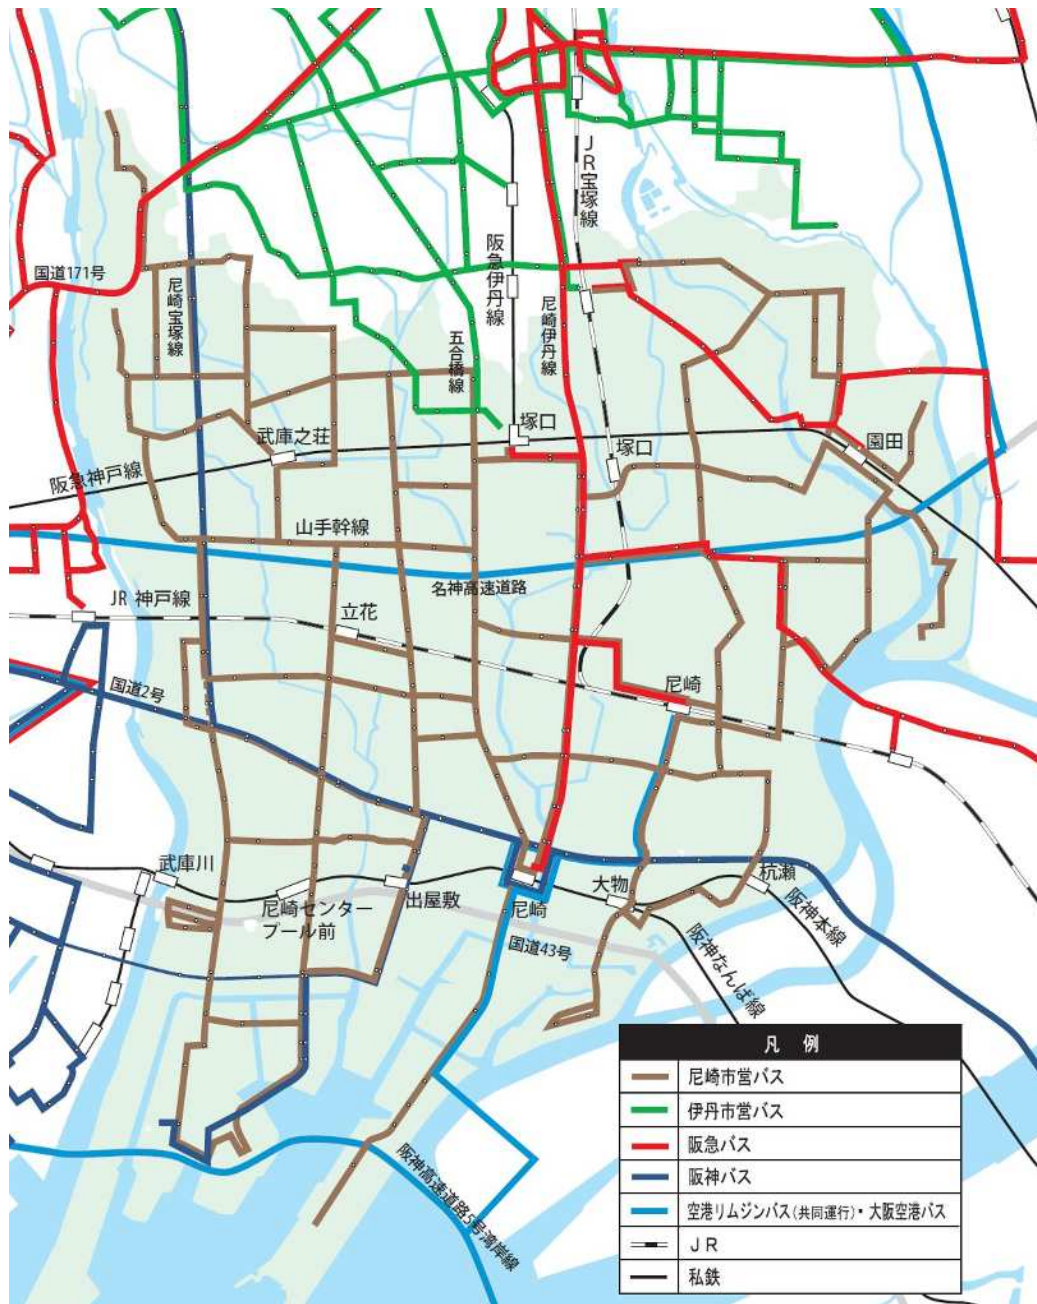 JR宝塚線
阪急伊丹線
国道171号
尼崎宝塚線
尼崎伊丹線
五合橋線
塚口
武庫之荘
塚口
園田
阪急神戸線
山手幹線
名神高速道路
JR 神戸線
立花
国道2号
尼崎
武庫川
杭瀬
大物
出屋敷
尼崎センター
プール前
尼崎
阪神本線
国道43号
阪神なんば線
阪神高速道路5号湾岸線
凡 例
尼崎市営バス
伊丹市営バス
阪急バス
阪神バス
空港リムジンバス(共同運行)・大阪空港バス
JR
私鉄